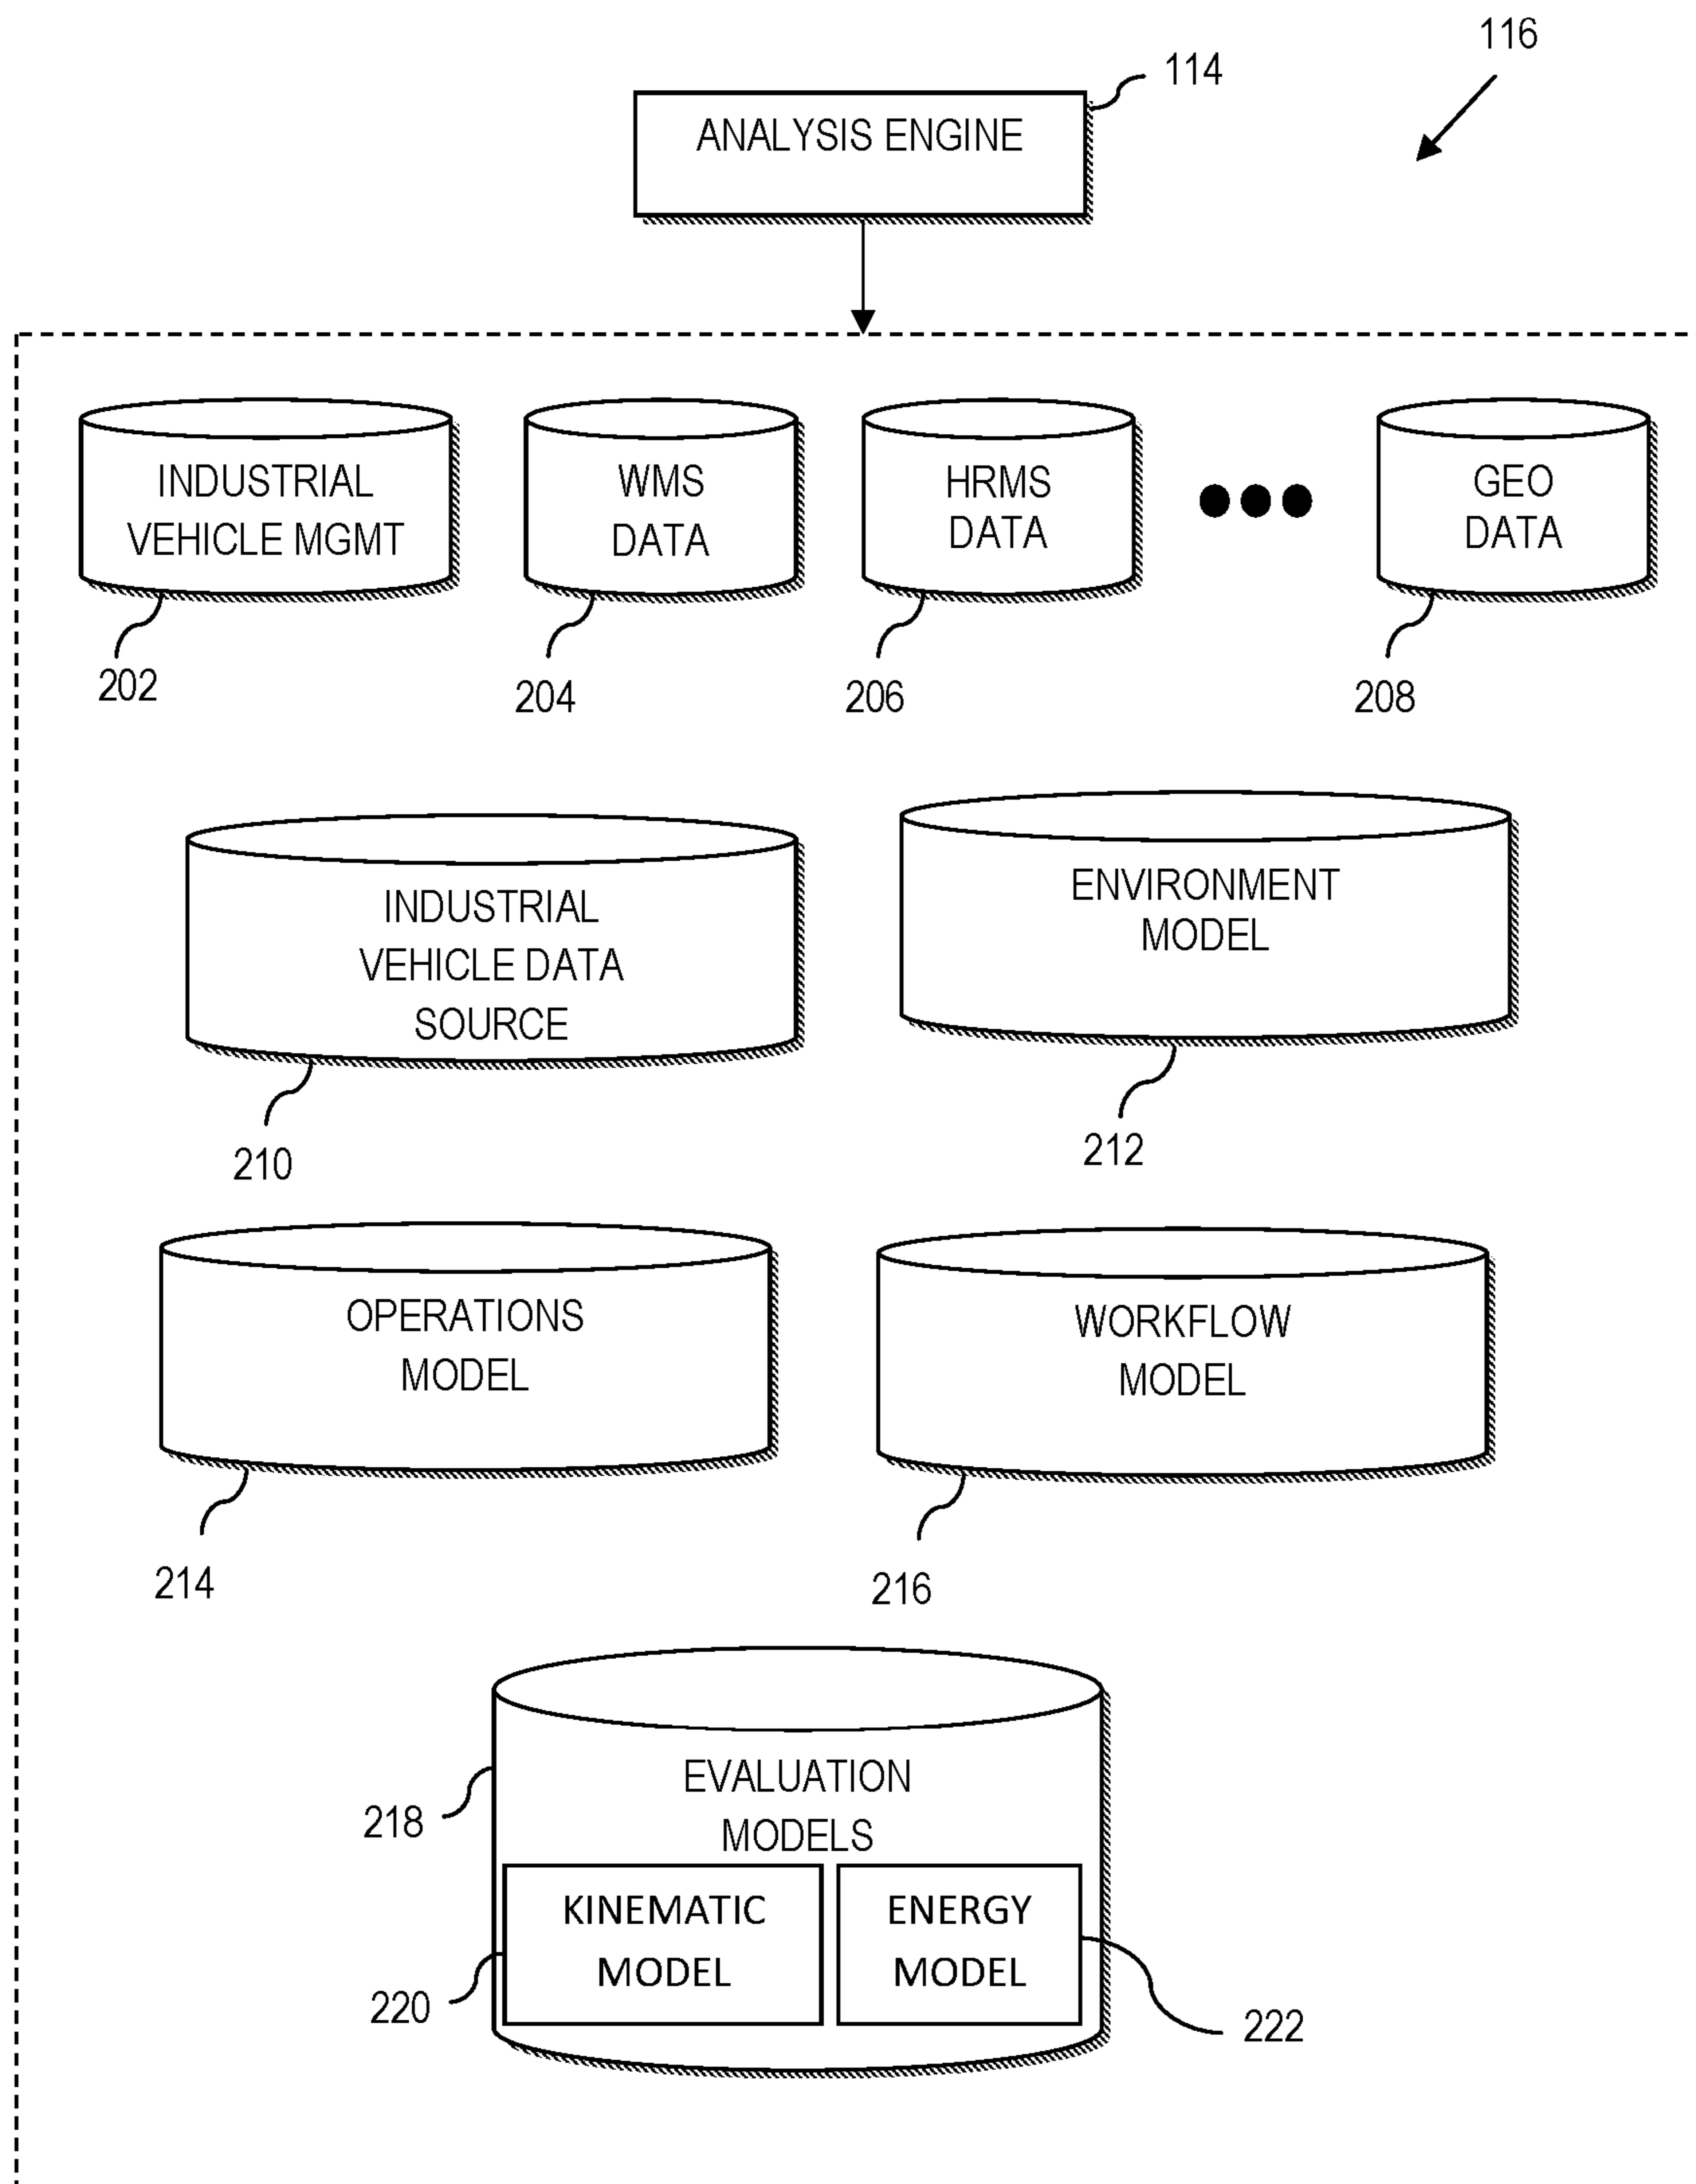 116
114
ANALYSIS ENGINE
INDUSTRIAL
VEHICLE MGMT
WMS
DATA
HRMS
DATA
GEO
DATA
202
204
206
208
INDUSTRIAL
VEHICLE DATA
SOURCE
ENVIRONMENT
MODEL
210
212
OPERATIONS
MODEL
WORKFLOW
MODEL
214
216
EVALUATION
MODELS
218
KINEMATIC
MODEL
ENERGY
MODEL
220
222